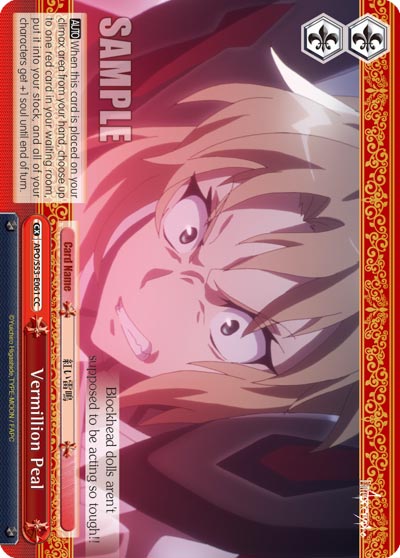 SAMPLE
AUTO When this card is placed on your
climax area from your hand, choose up
to one red card in your waiting room,
put it into your stock, and all of your
characters get +1 soul until end of turn.
Blockhead dolls aren't
supposed to be acting so tough!!
Card Name
紅い雷鳴
CX
APO/S53-E061 CC
Vermillion Peal
©Yuichiro Higashide,TYPE-MOON / FAPC